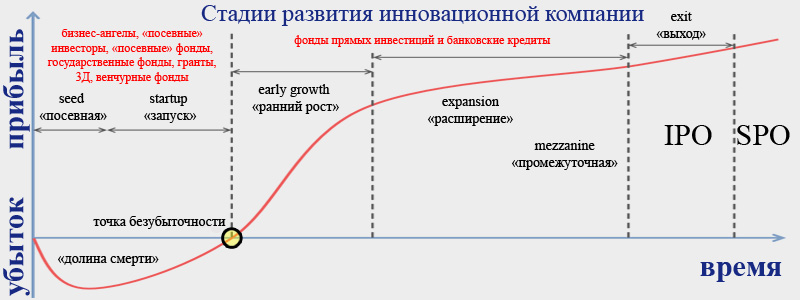 Стадии развития инновационной компании
прибыль
убыток
бизнес-ангелы, «посевные»
инвесторы, «посевные» фонды,
государственные фонды, гранты,
3Д, венчурные фонды
фонды прямых инвестиций и банковские кредиты
exit
«выход»
seed
«посевная»
startup
«запуск»
early growth
«ранний рост»
expansion
«расширение»
mezzanine
«промежуточная»
IPO
SPO
точка безубыточности
«долина смерти»
время